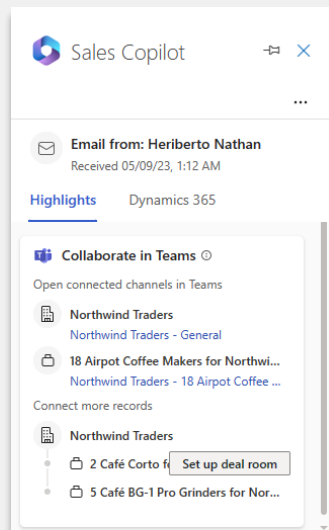 Sales Copilot
...
Email from: Heriberto Nathan
Received 05/09/23, 1:12 AM
Highlights Dynamics 365
Collaborate in Teams
Open connected channels in Teams
Northwind Traders
Northwind Traders - General
18 Airpot Coffee Makers for Northwi...
Northwind Traders - 18 Airpot Coffee ...
Connect more records
Northwind Traders
2 Café Corto Set up deal room
5 Café BG-1 Pro Grinders for Nor...